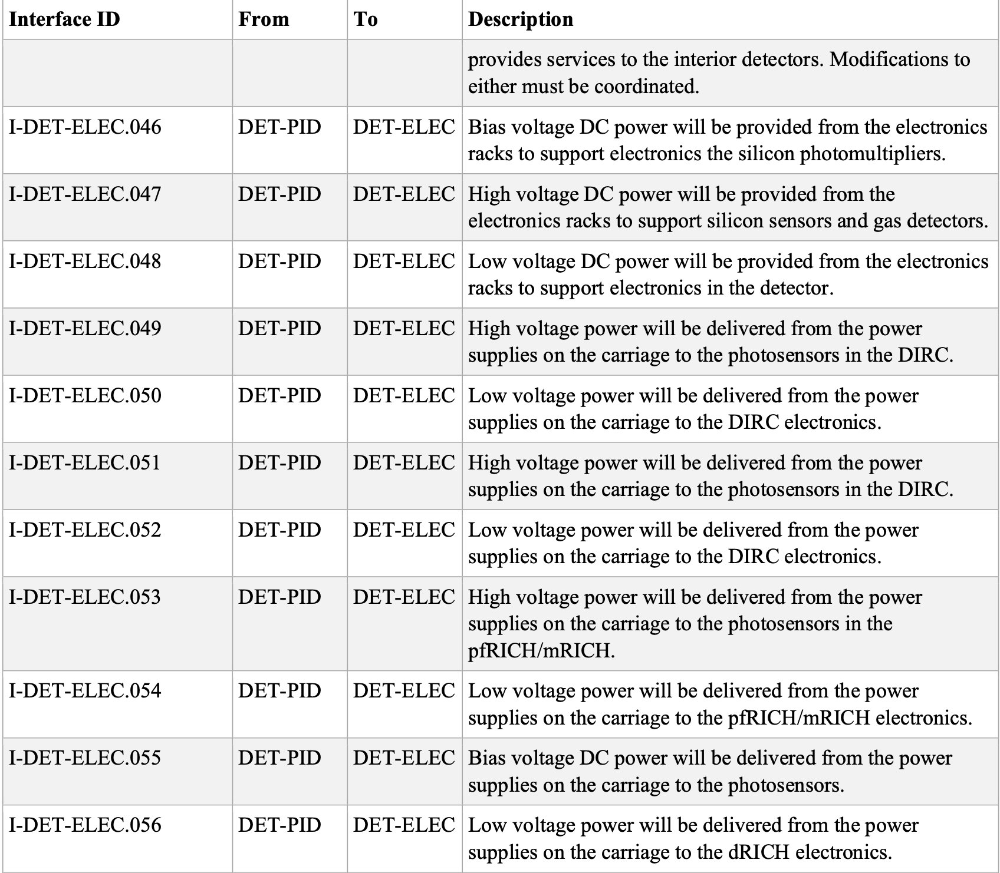 Interface ID From To Description
provides services to the interior detectors. Modifications to
either must be coordinated.
I-DET-ELEC.046 DET-PID DET-ELEC Bias voltage DC power will be provided from the electronics
racks to support electronics the silicon photomultipliers.
I-DET-ELEC.047 DET-PID DET-ELEC High voltage DC power will be provided from the
electronics racks to support silicon sensors and gas detectors.
I-DET-ELEC.048 DET-PID DET-ELEC Low voltage DC power will be provided from the electronics
racks to support electronics in the detector.
I-DET-ELEC.049 DET-PID DET-ELEC High voltage power will be delivered from the power
supplies on the carriage to the photosensors in the DIRC.
I-DET-ELEC.050 DET-PID DET-ELEC Low voltage power will be delivered from the power
supplies on the carriage to the DIRC electronics.
I-DET-ELEC.051 DET-PID DET-ELEC High voltage power will be delivered from the power
supplies on the carriage to the photosensors in the DIRC.
I-DET-ELEC.052 DET-PID DET-ELEC Low voltage power will be delivered from the power
supplies on the carriage to the DIRC electronics.
I-DET-ELEC.053 DET-PID DET-ELEC High voltage power will be delivered from the power
supplies on the carriage to the photosensors in the
pfRICH/mRICH.
I-DET-ELEC.054 DET-PID DET-ELEC Low voltage power will be delivered from the power
supplies on the carriage to the pfRICH/mRICH electronics.
I-DET-ELEC.055 DET-PID DET-ELEC Bias voltage DC power will be delivered from the power
supplies on the carriage to the photosensors.
I-DET-ELEC.056 DET-PID DET-ELEC Low voltage power will be delivered from the power
supplies on the carriage to the dRICH electronics.